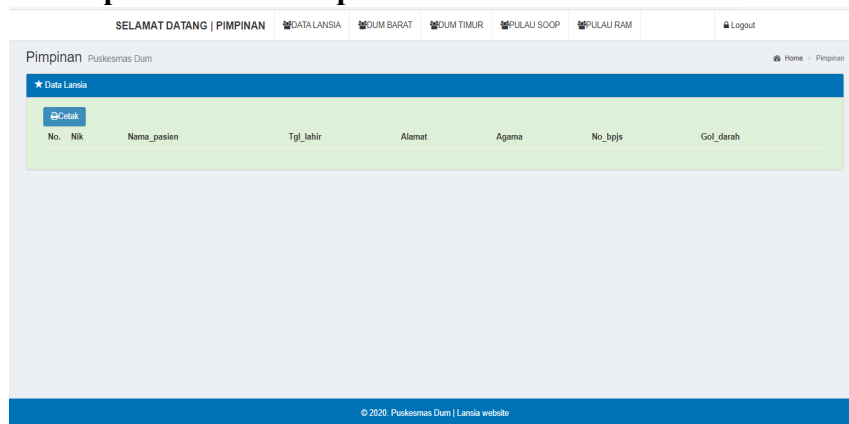 SELAMAT DATANG | PIMPINAN DATA LANSIA DUM BARAT DUM TIMUR PULAU SOOP PULAU RAM Logout
Pimpinan Puskesmas Dum Home > Pimpinan
Data Lansia
Cetak
No. Nik Nama_pasien Tgl_lahir Alamat Agama No_bpjs Gol_darah
© 2020. Puskesmas Dum | Lansia website